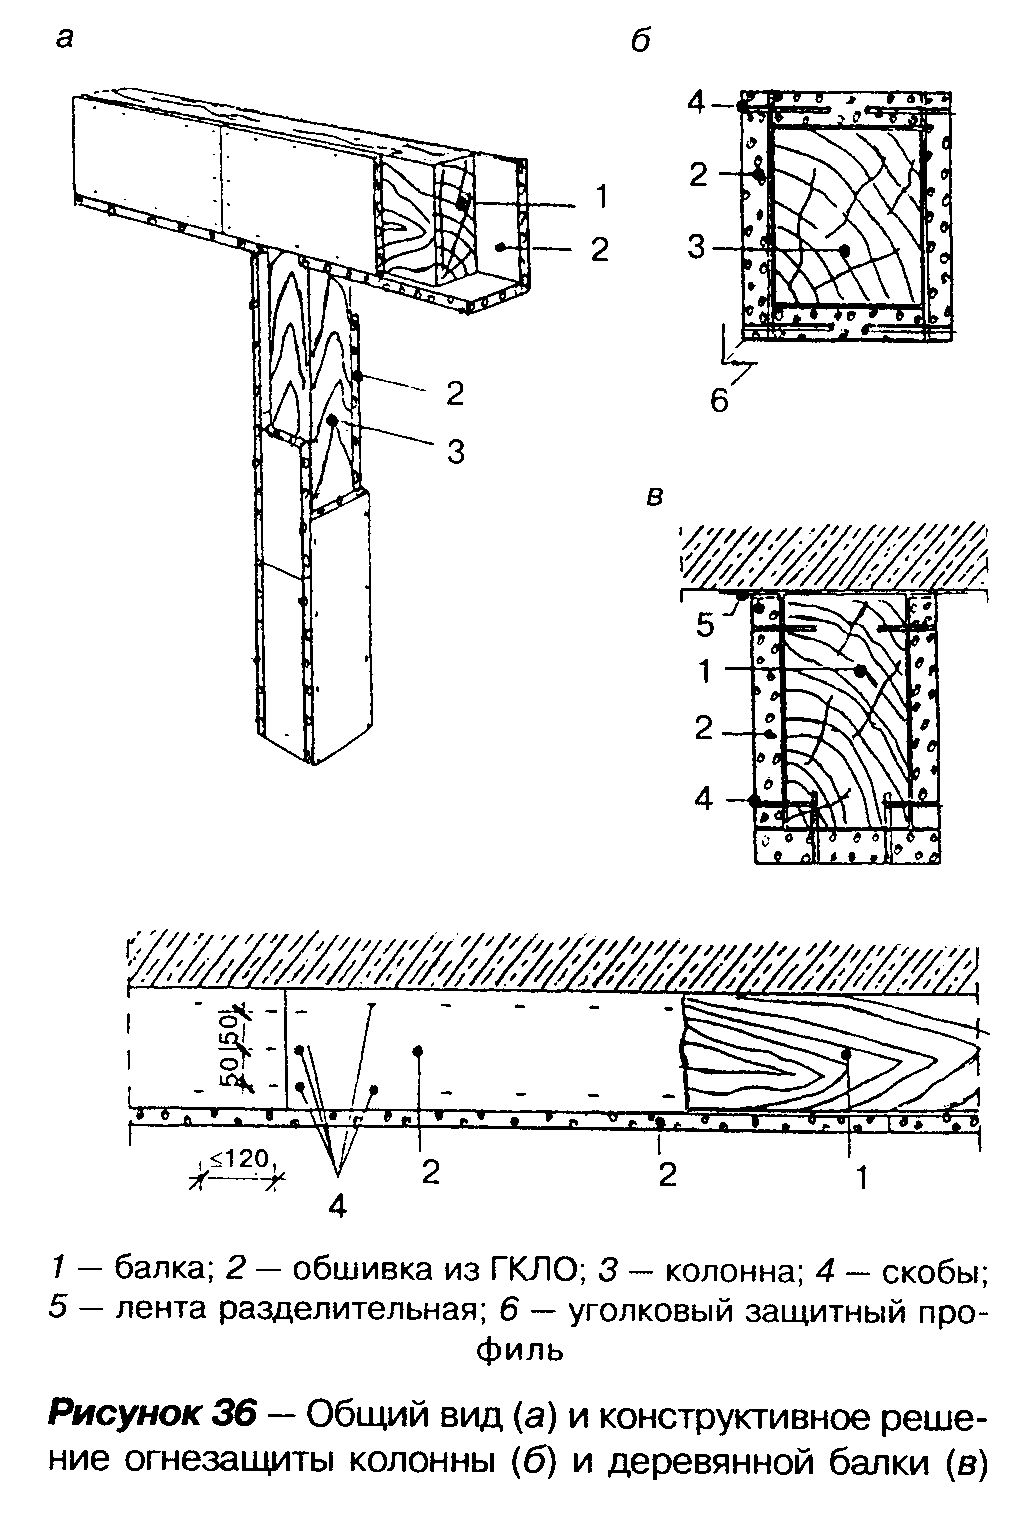 а
б
1
2
2
3
4
2
3
6
в
5
1
2
4
50 50
≤120
4
2
2
1
1 — балка; 2 — обшивка из ГКЛО; 3 — колонна; 4 — скобы;
5 — лента разделительная; 6 — уголковый защитный про-
филь
Рисунок 36 — Общий вид (а) и конструктивное реше-
ние огнезащиты колонны (б) и деревянной балки (в)